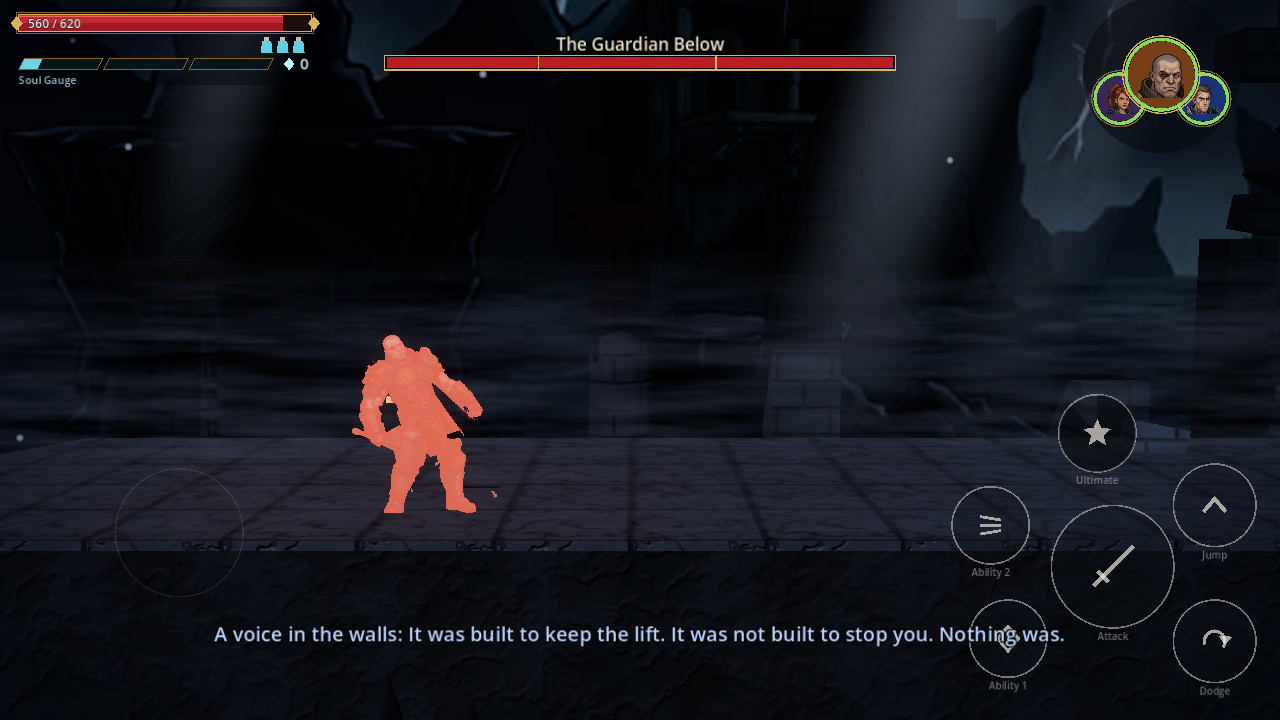 560 / 620
The Guardian Below
0
Soul Gauge
Ultimate
Jump
Ability 2
A voice in the walls: It was built to keep the lift. It was not built to stop you. Nothing was.
Attack
Ability 1
Dodge